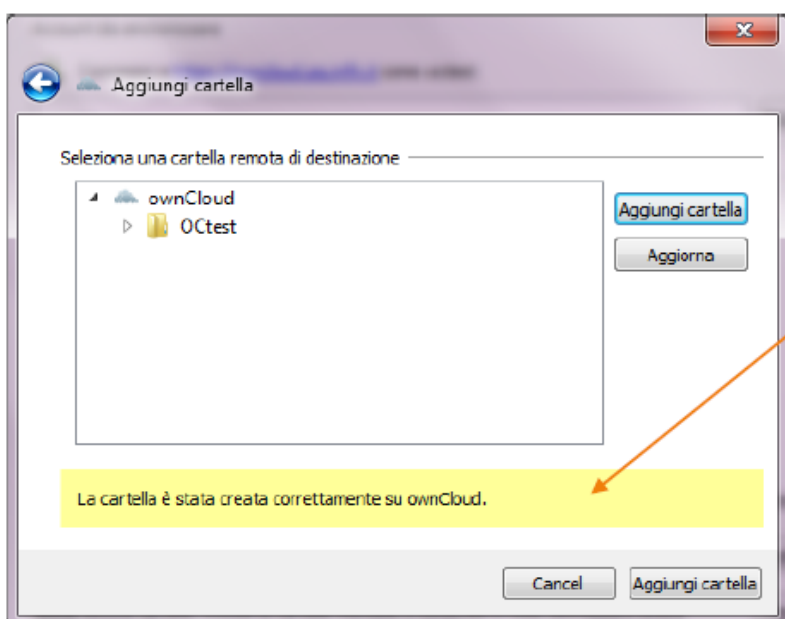 Aggiungi cartella
Seleziona una cartella remota di destinazione
ownCloud
Aggiungi cartella
OCtest
Aggiorna
La cartella è stata creata correttamente su ownCloud.
Cancel
Aggiungi cartella